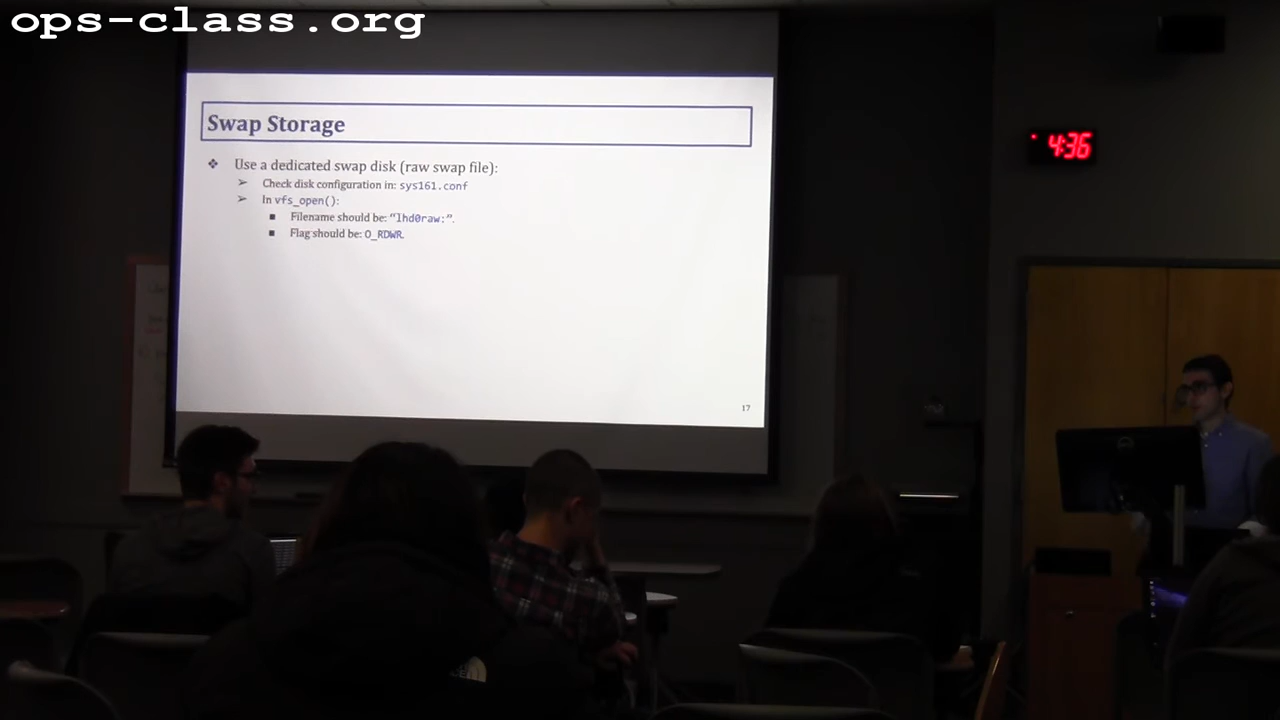 ops-class.org
Swap Storage
❖ Use a dedicated swap disk (raw swap file):
➢ Check disk configuration in: sys161.conf
➢ In vfs_open():
■ Filename should be: “lhd0raw:”.
■ Flag should be: O_RDWR.
17
4:36